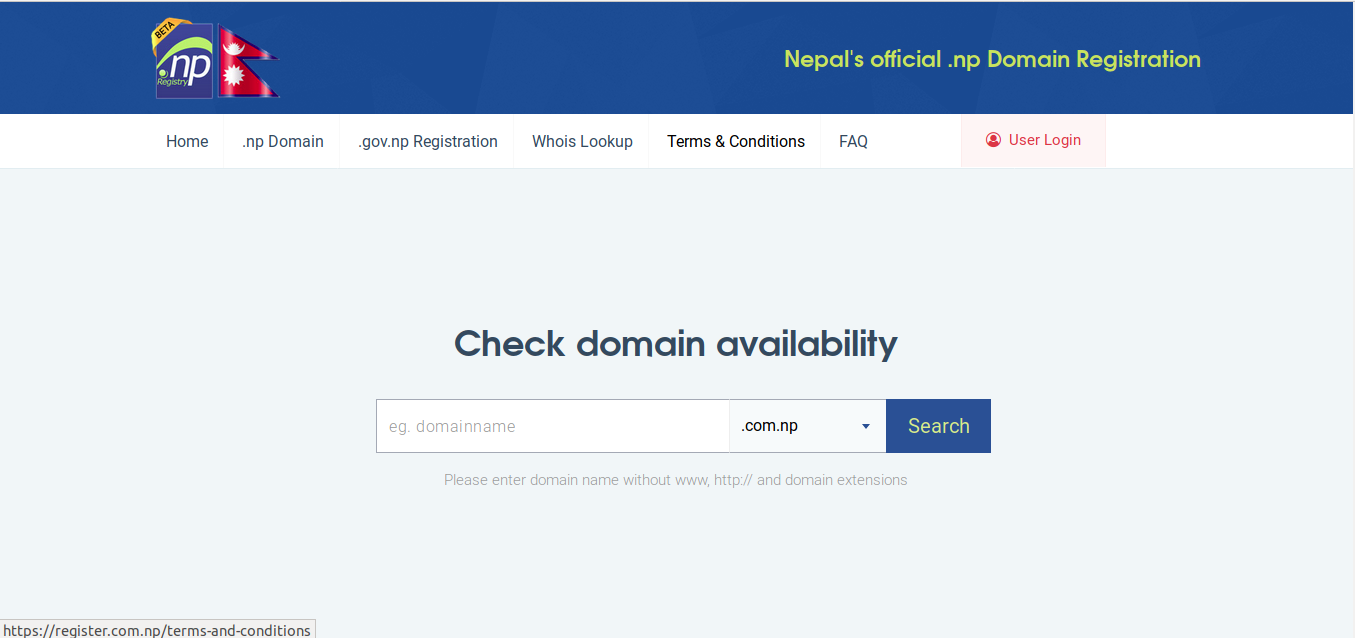 BETA
.np
Registry
Nepal's official .np Domain Registration
Home .np Domain .gov.np Registration Whois Lookup Terms & Conditions FAQ User Login
Check domain availability
eg. domainname .com.np Search
Please enter domain name without www, http:// and domain extensions
https://register.com.np/terms-and-conditions